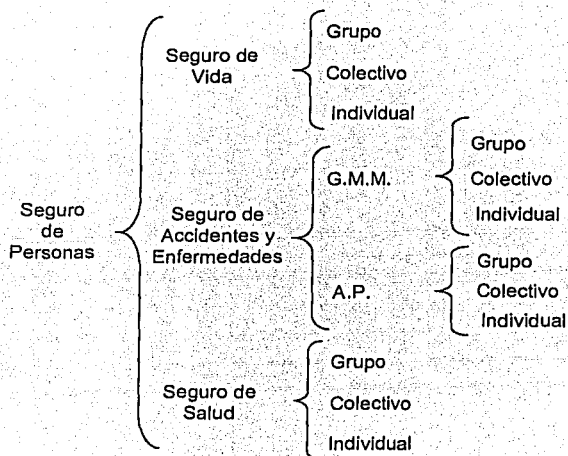 Seguro
de
Personas
Seguro de
Vida
Grupo
Colectivo
Individual
Seguro de
Accidentes y
Enfermedades
G.M.M.
Grupo
Colectivo
Individual
A.P.
Grupo
Colectivo
Individual
Seguro de
Salud
Grupo
Colectivo
Individual